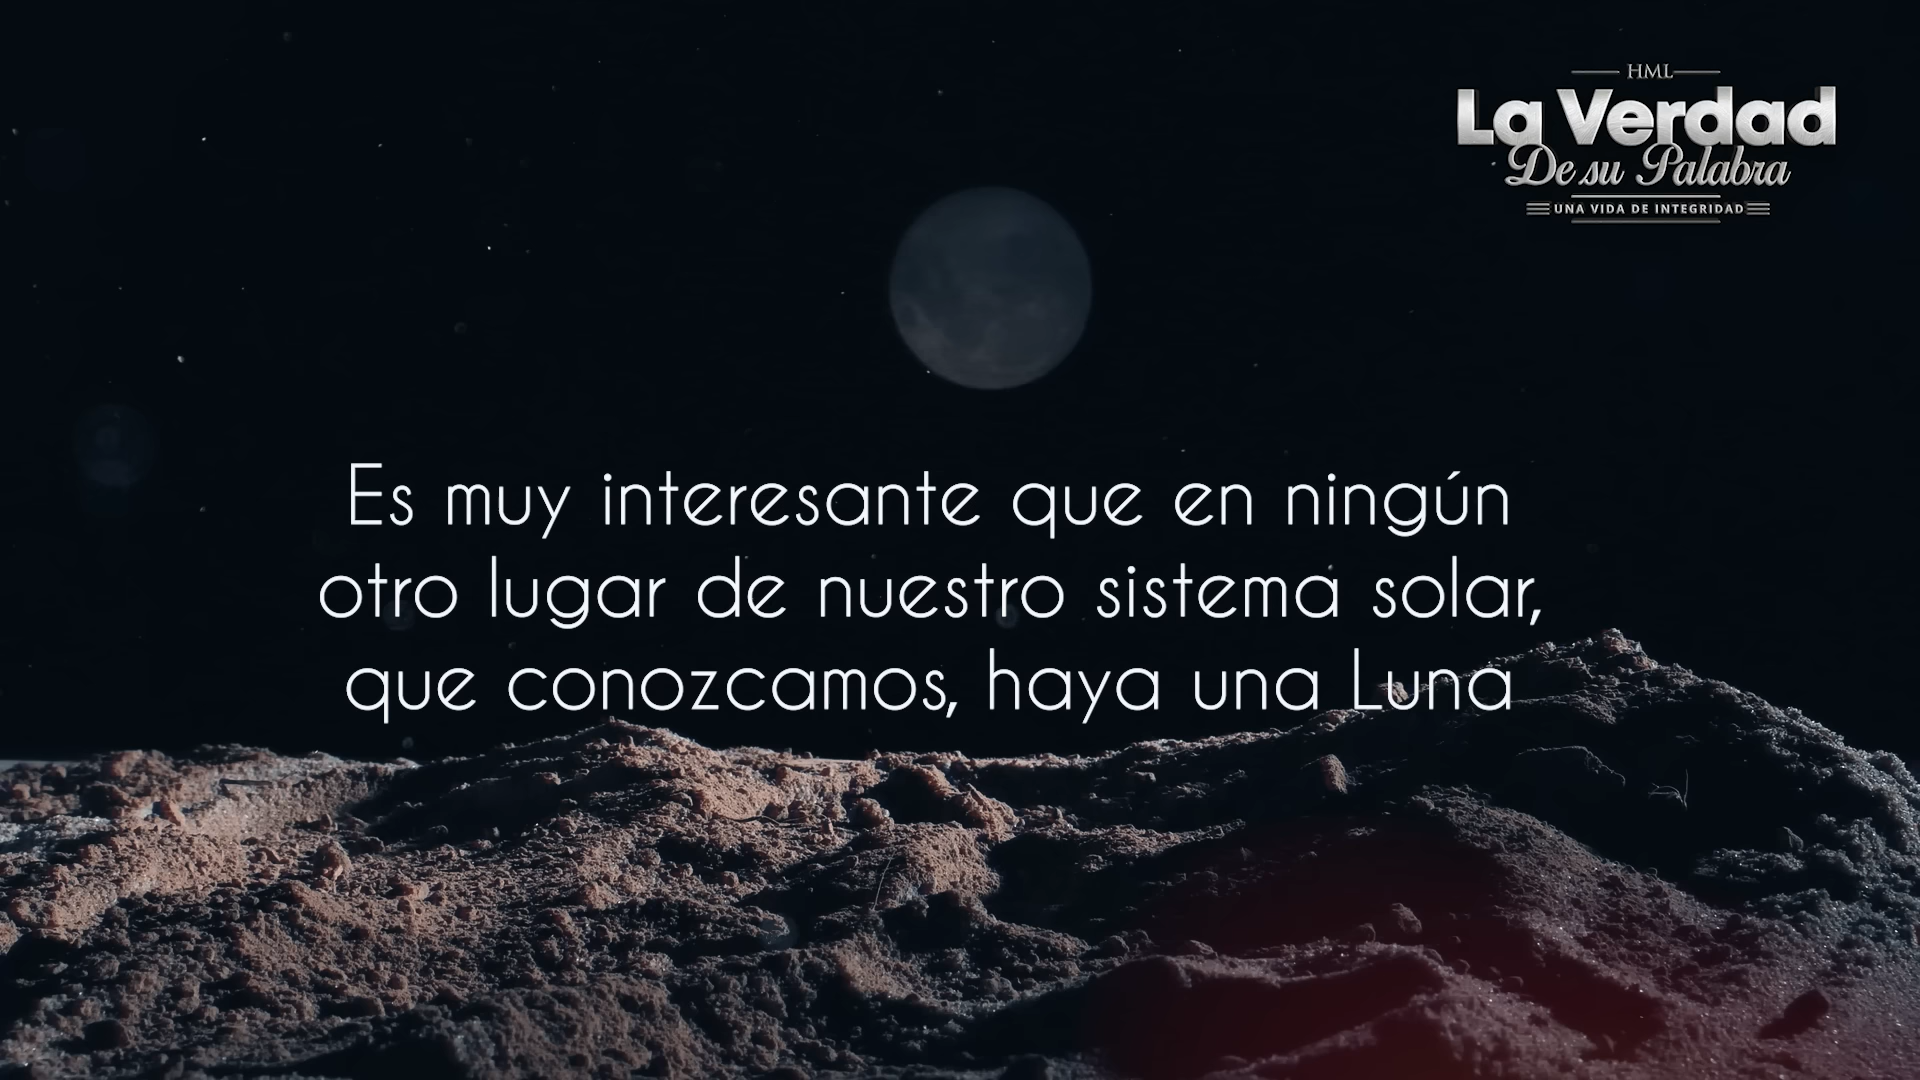 HML
La Verdad
De su Palabra
UNA VIDA DE INTEGRIDAD
Es muy interesante que en ningún
otro lugar de nuestro sistema solar,
que conozcamos, haya una Luna